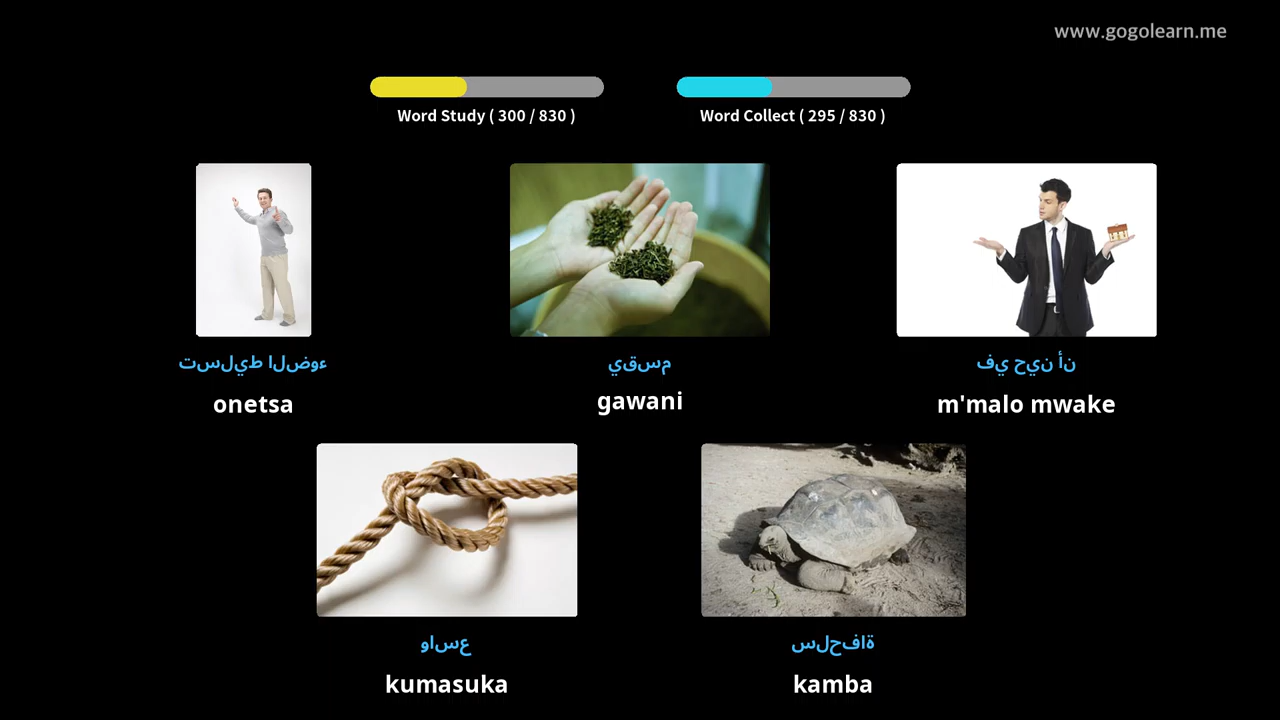 www.gogolearn.me
Word Study ( 300 / 830 )
Word Collect ( 295 / 830 )
تسليط الضوء
onetsa
يقسم
gawani
في حين أن
m'malo mwake
واسع
kumasuka
سلحفاة
kamba